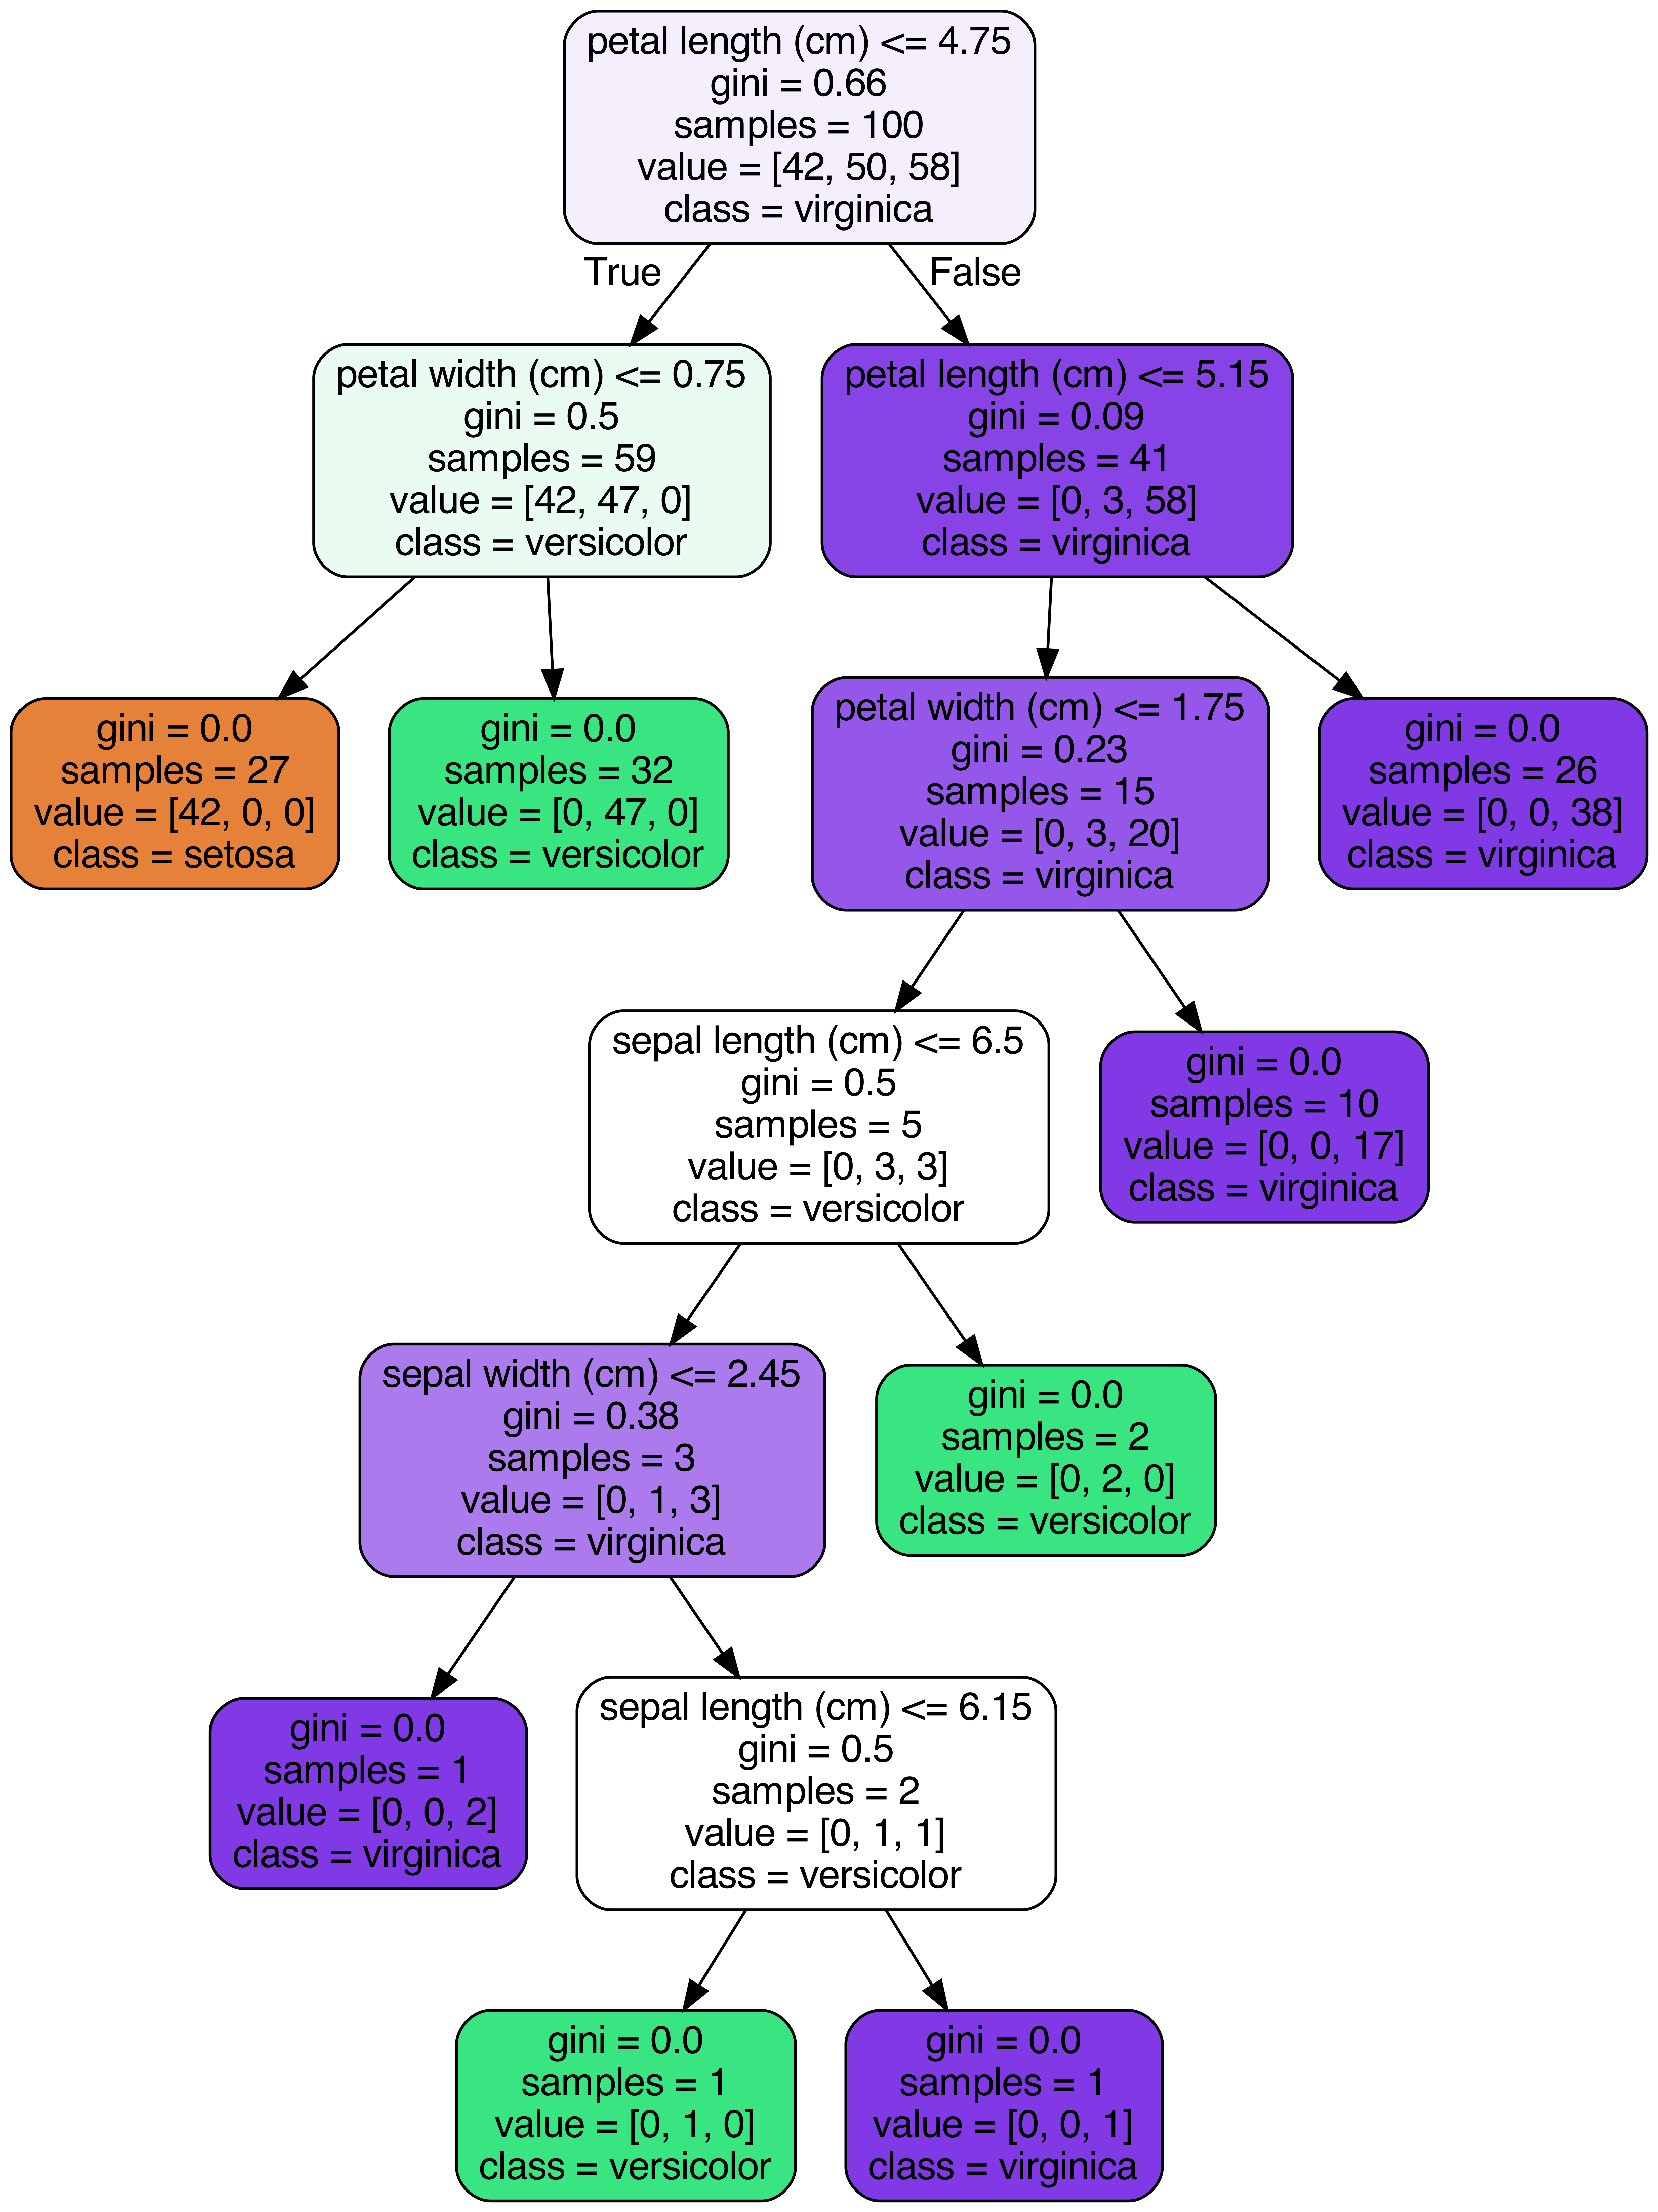 petal length (cm) <= 4.75
gini = 0.66
samples = 100
value = [42, 50, 58]
class = virginica
True
False
petal width (cm) <= 0.75
gini = 0.5
samples = 59
value = [42, 47, 0]
class = versicolor
petal length (cm) <= 5.15
gini = 0.09
samples = 41
value = [0, 3, 58]
class = virginica
gini = 0.0
samples = 27
value = [42, 0, 0]
class = setosa
gini = 0.0
samples = 32
value = [0, 47, 0]
class = versicolor
petal width (cm) <= 1.75
gini = 0.23
samples = 15
value = [0, 3, 20]
class = virginica
gini = 0.0
samples = 26
value = [0, 0, 38]
class = virginica
sepal length (cm) <= 6.5
gini = 0.5
samples = 5
value = [0, 3, 3]
class = versicolor
gini = 0.0
samples = 10
value = [0, 0, 17]
class = virginica
sepal width (cm) <= 2.45
gini = 0.38
samples = 3
value = [0, 1, 3]
class = virginica
gini = 0.0
samples = 2
value = [0, 2, 0]
class = versicolor
gini = 0.0
samples = 1
value = [0, 0, 2]
class = virginica
sepal length (cm) <= 6.15
gini = 0.5
samples = 2
value = [0, 1, 1]
class = versicolor
gini = 0.0
samples = 1
value = [0, 1, 0]
class = versicolor
gini = 0.0
samples = 1
value = [0, 0, 1]
class = virginica